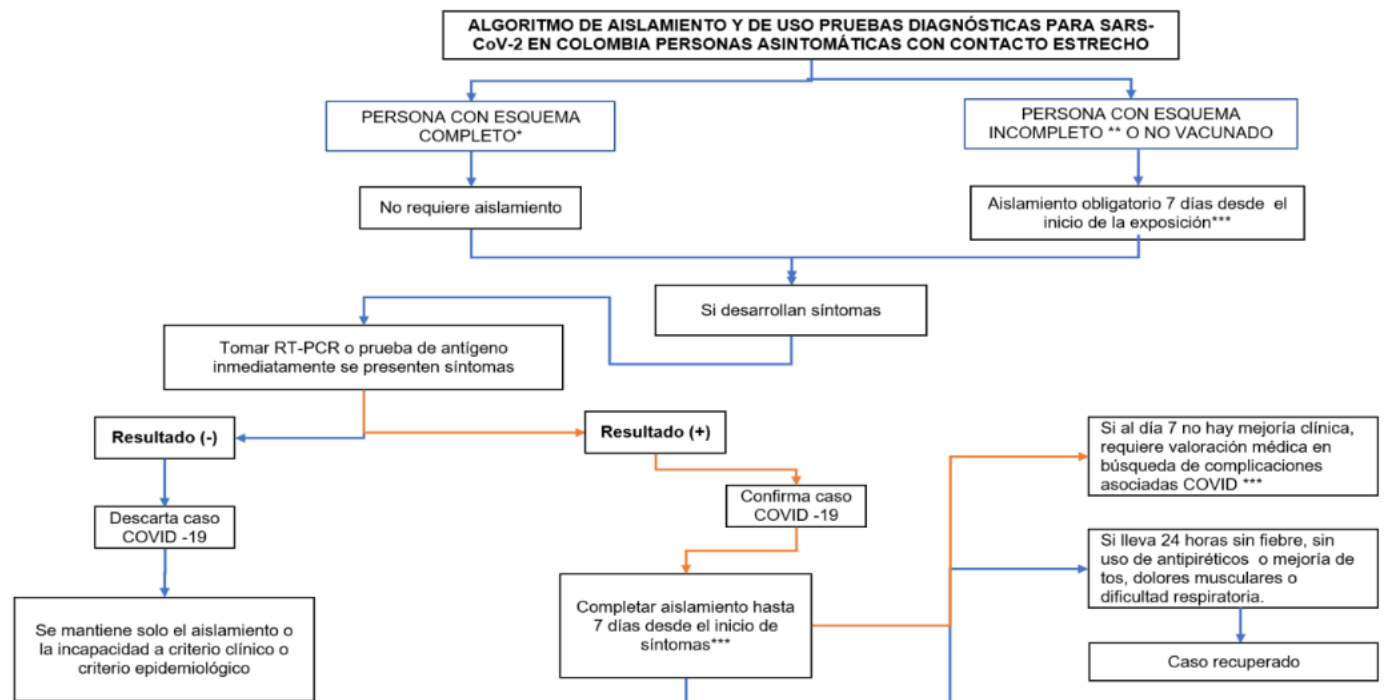 ALGORITMO DE AISLAMIENTO Y DE USO PRUEBAS DIAGNÓSTICAS PARA SARS-
CoV-2 EN COLOMBIA PERSONAS ASINTOMÁTICAS CON CONTACTO ESTRECHO
PERSONA CON ESQUEMA
COMPLETO*
PERSONA CON ESQUEMA
INCOMPLETO ** O NO VACUNADO
No requiere aislamiento
Aislamiento obligatorio 7 días desde el
inicio de la exposición***
Si desarrollan síntomas
Tomar RT-PCR o prueba de antígeno
inmediatamente se presenten síntomas
Resultado (-)
Resultado (+)
Si al día 7 no hay mejoría clínica,
requiere valoración médica en
búsqueda de complicaciones
asociadas COVID ***
Descarta caso
COVID -19
Confirma caso
COVID -19
Si lleva 24 horas sin fiebre, sin
uso de antipiréticos o mejoría de
tos, dolores musculares o
dificultad respiratoria.
Se mantiene solo el aislamiento o
la incapacidad a criterio clínico o
criterio epidemiológico
Completar aislamiento hasta
7 días desde el inicio de
síntomas***
Caso recuperado